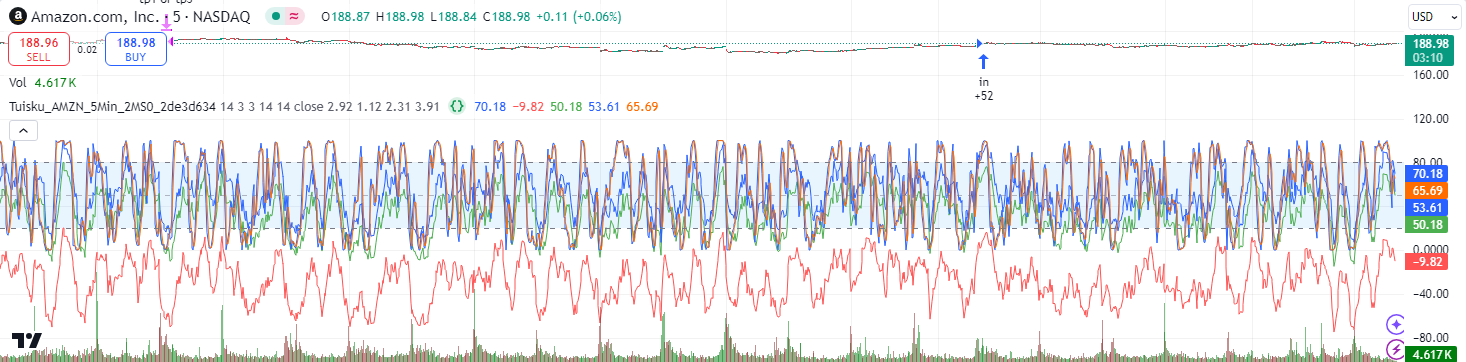 Amazon.com, Inc. · 5 · NASDAQ O188.87 H188.98 L188.84 C188.98 +0.11 (+0.06%)
USD
188.96
SELL
0.02
188.98
BUY
188.98
03:10
Vol 4.617K
160.00
in
+52
Tuisku_AMZN_5Min_2MS0_2de3d634 14 3 3 14 14 close 2.92 1.12 2.31 3.91 {} 70.18 −9.82 50.18 53.61 65.69
120.00
80.00
70.18
65.69
53.61
50.18
0.0000
−9.82
−40.00
−80.00
4.617K